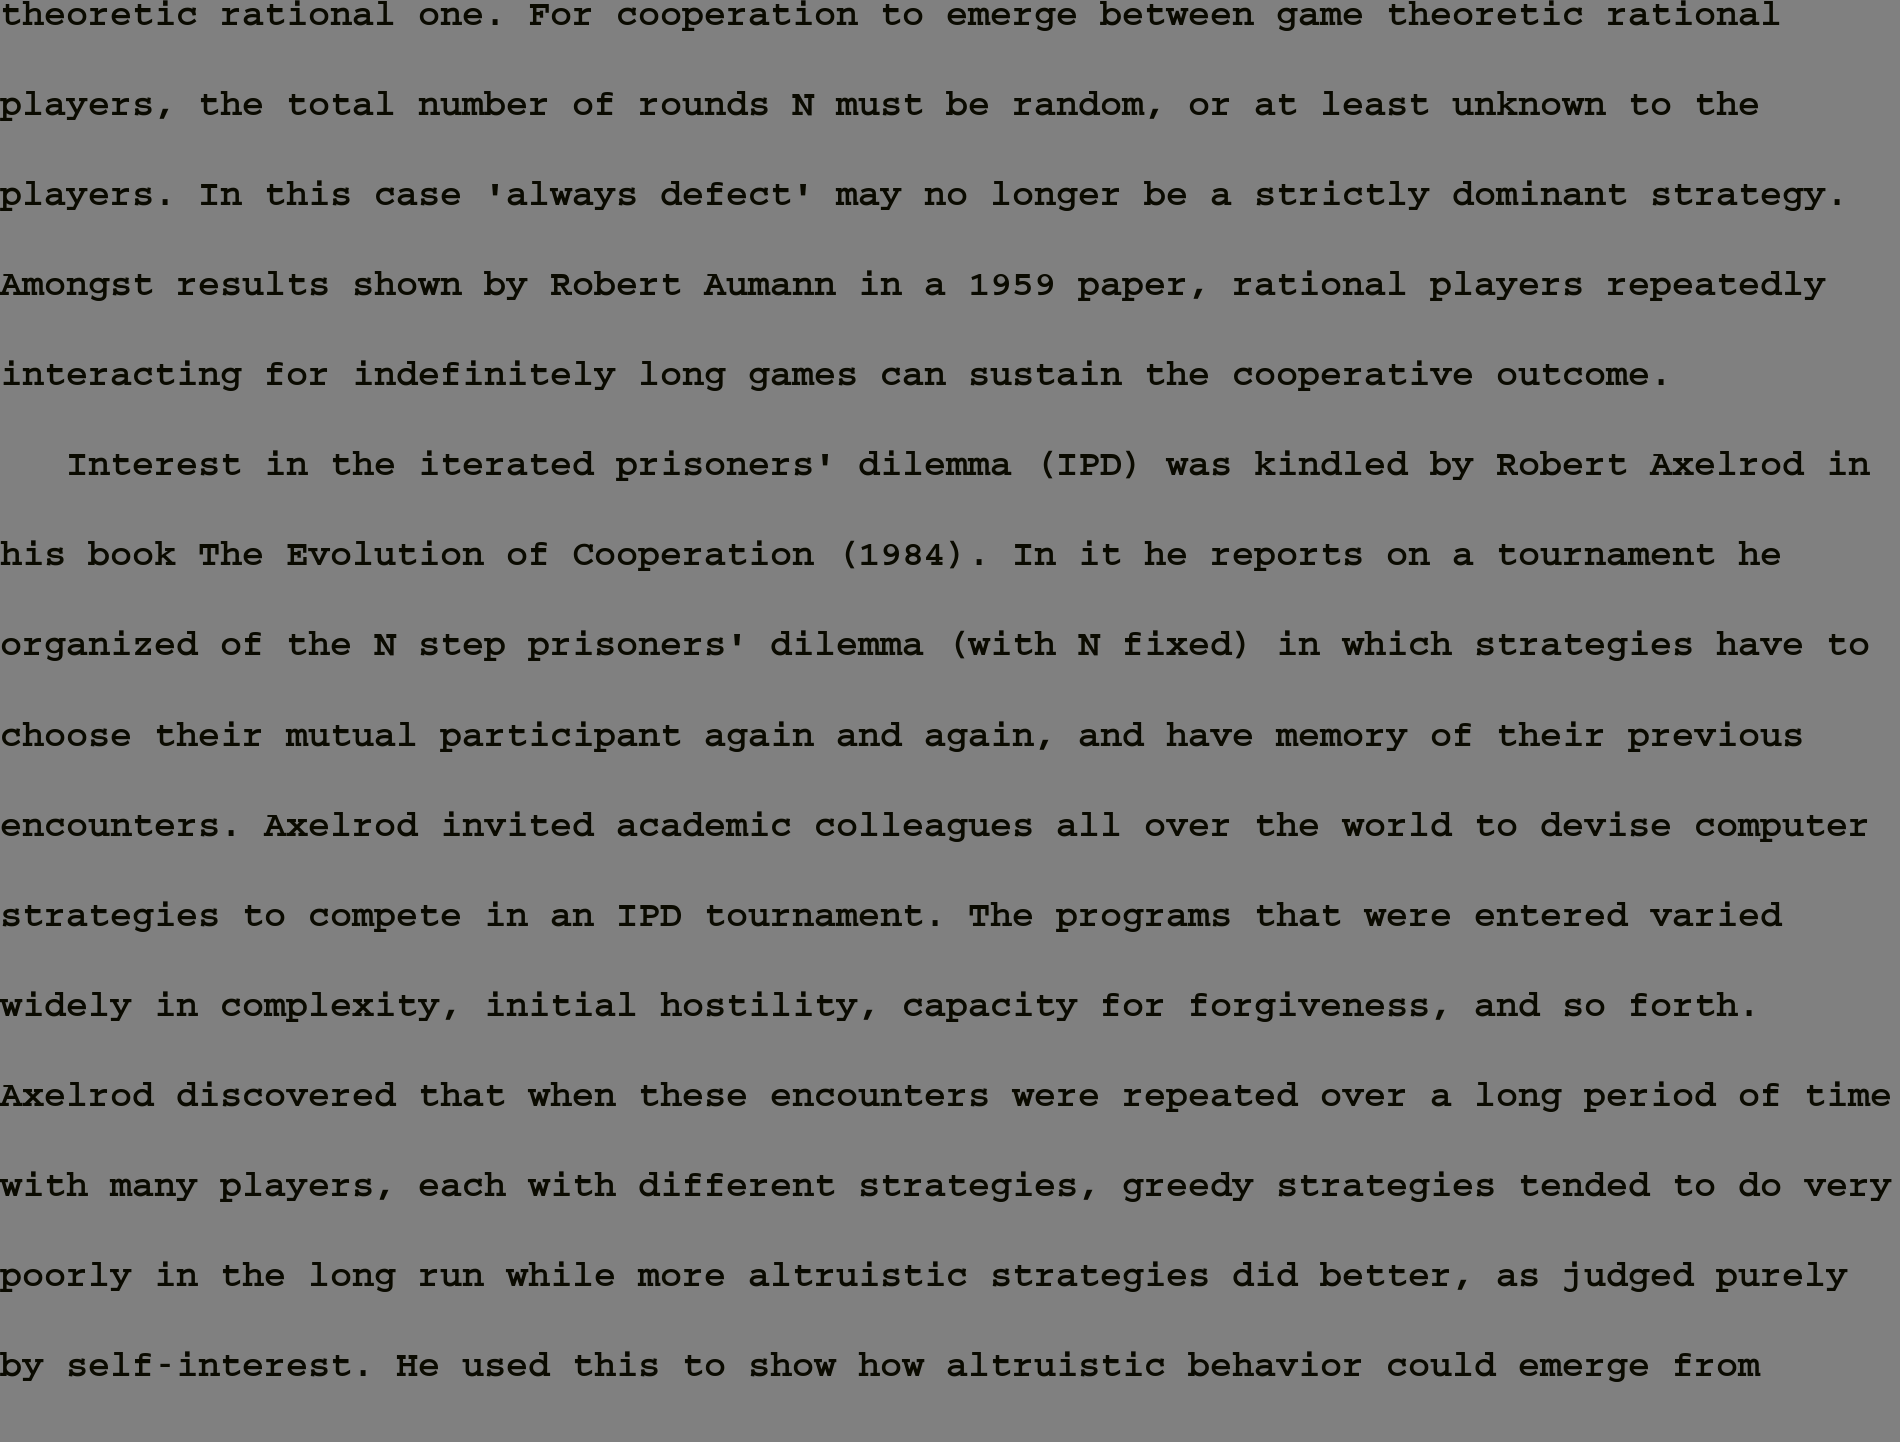 theoretic rational one. For cooperation to emerge between game theoretic rational
players, the total number of rounds N must be random, or at least unknown to the
players. In this case 'always defect' may no longer be a strictly dominant strategy.
Amongst results shown by Robert Aumann in a 1959 paper, rational players repeatedly
interacting for indefinitely long games can sustain the cooperative outcome.
Interest in the iterated prisoners' dilemma (IPD) was kindled by Robert Axelrod in
his book The Evolution of Cooperation (1984). In it he reports on a tournament he
organized of the N step prisoners' dilemma (with N fixed) in which strategies have to
choose their mutual participant again and again, and have memory of their previous
encounters. Axelrod invited academic colleagues all over the world to devise computer
strategies to compete in an IPD tournament. The programs that were entered varied
widely in complexity, initial hostility, capacity for forgiveness, and so forth.
Axelrod discovered that when these encounters were repeated over a long period of time
with many players, each with different strategies, greedy strategies tended to do very
poorly in the long run while more altruistic strategies did better, as judged purely
by self-interest. He used this to show how altruistic behavior could emerge from